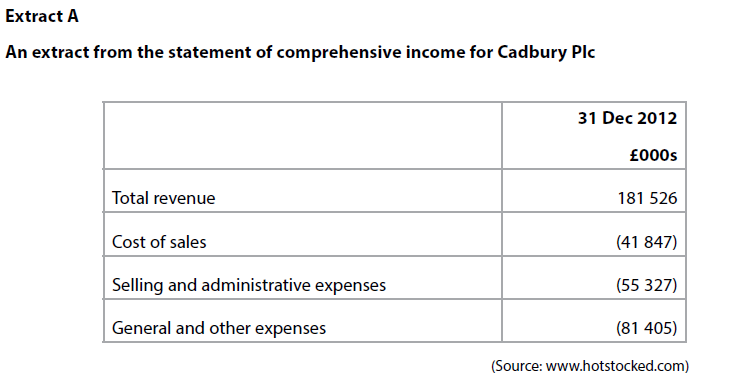 Extract A
An extract from the statement of comprehensive income for Cadbury Plc
31 Dec 2012
£000s
Total revenue 181 526
Cost of sales (41 847)
Selling and administrative expenses (55 327)
General and other expenses (81 405)
(Source: www.hotstocked.com)